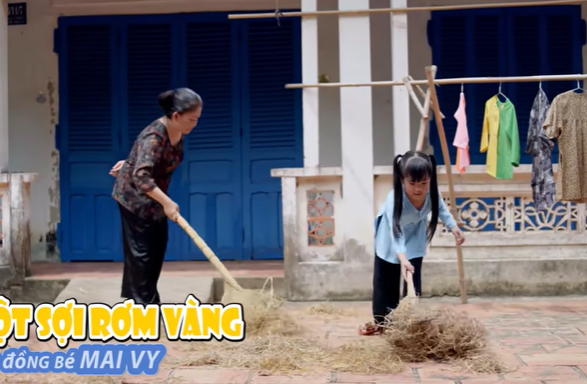 ỘT SỢI RƠM VÀNG
đồng Bé MAI VY